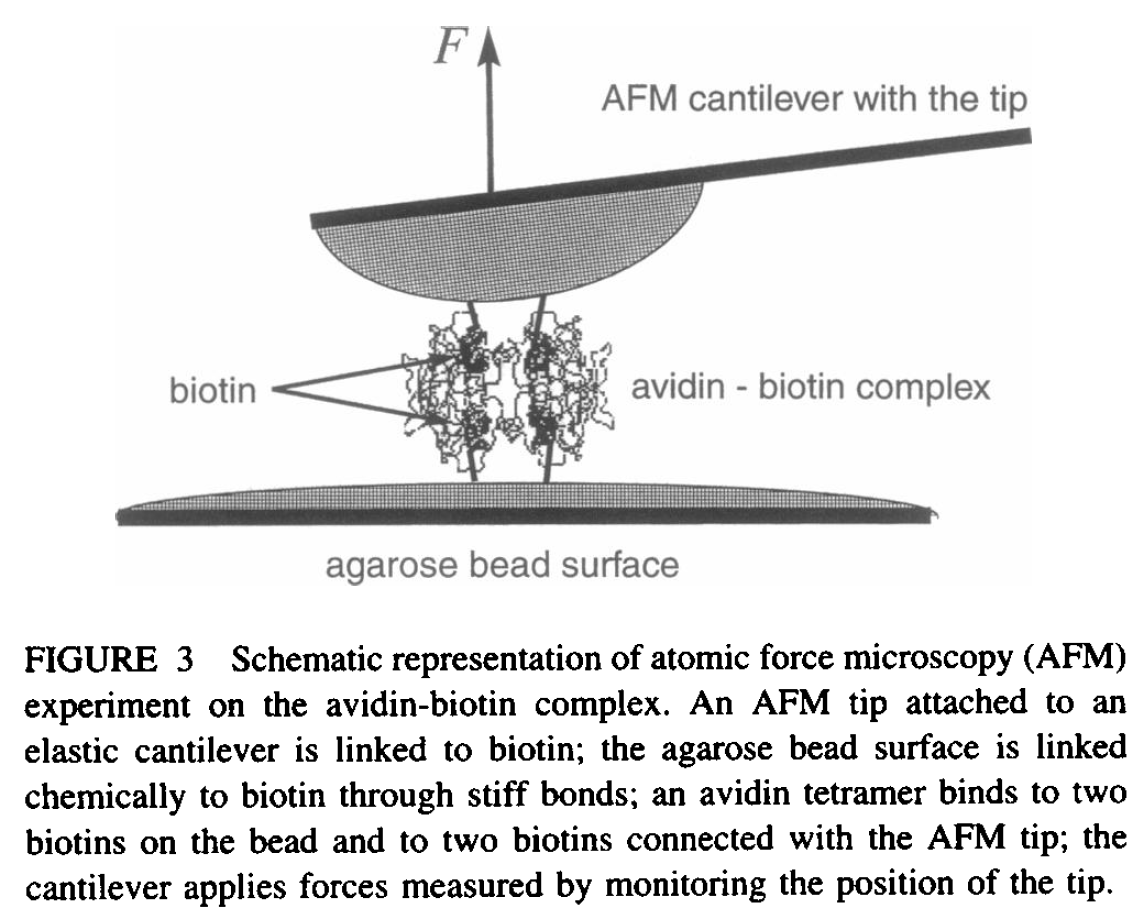 F
AFM cantilever with the tip
biotin
avidin - biotin complex
agarose bead surface
FIGURE 3 Schematic representation of atomic force microscopy (AFM)
experiment on the avidin-biotin complex. An AFM tip attached to an
elastic cantilever is linked to biotin; the agarose bead surface is linked
chemically to biotin through stiff bonds; an avidin tetramer binds to two
biotins on the bead and to two biotins connected with the AFM tip; the
cantilever applies forces measured by monitoring the position of the tip.